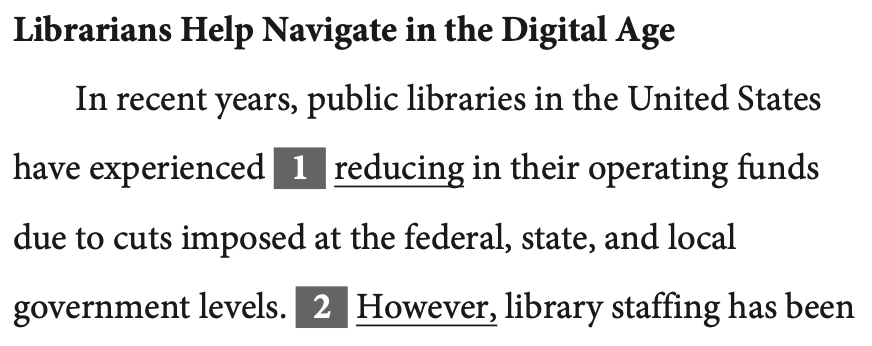 Librarians Help Navigate in the Digital Age
In recent years, public libraries in the United States
have experienced 1 reducing in their operating funds
due to cuts imposed at the federal, state, and local
government levels. 2 However, library staffing has been